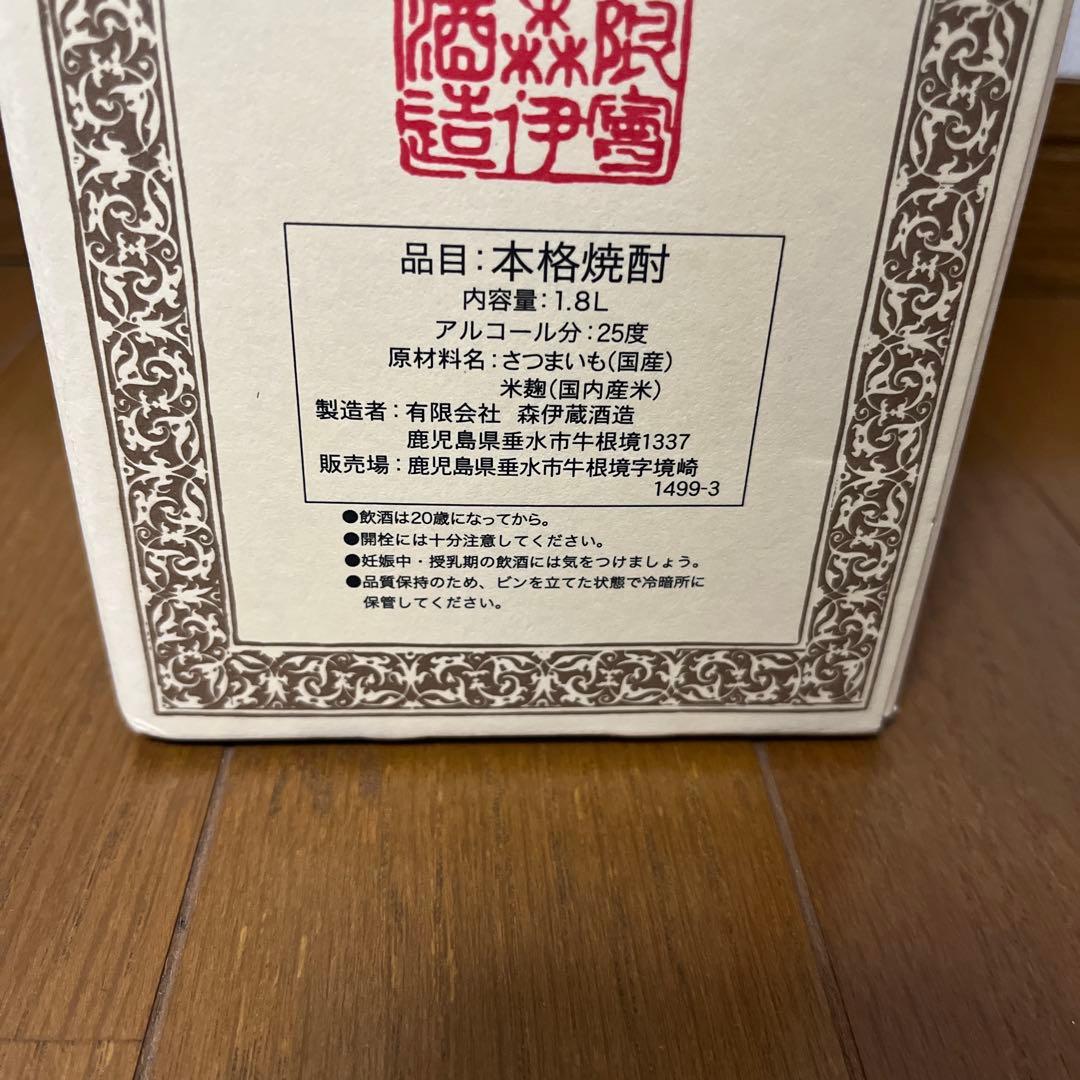 限會
森伊
酒造
品目：本格焼酎
内容量：1.8L
アルコール分：25度
原材料名：さつまいも(国産)
米麹(国内産米)
製造者：有限会社 森伊蔵酒造
鹿児島県垂水市牛根境1337
販売場：鹿児島県垂水市牛根境字境崎
1499-3
●飲酒は20歳になってから。
●開栓には十分注意してください。
●妊娠中・授乳期の飲酒には気をつけましょう。
●品質保持のため、ビンを立てた状態で冷暗所に
保管してください。